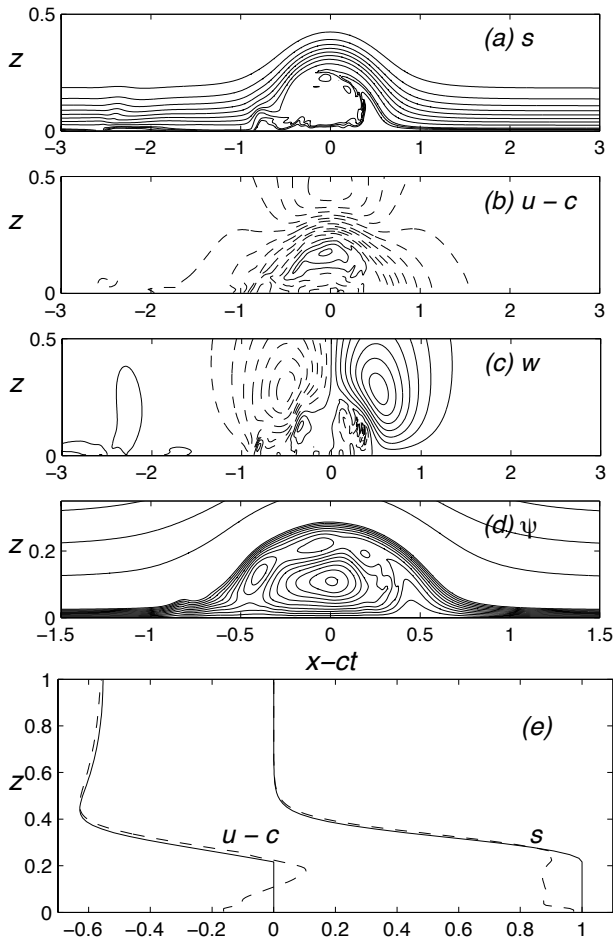 0.5
(a) s
z
0
−3 −2 −1 0 1 2 3
0.5
(b) u − c
z
0
−3 −2 −1 0 1 2 3
0.5
(c) w
z
0
−3 −2 −1 0 1 2 3
(d) ψ
z
0.2
0
−1.5 −1 −0.5 0 0.5 1 1.5
x−ct
1
(e)
0.8
z
0.6
0.4
u − c
s
0.2
0
−0.6 −0.4 −0.2 0 0.2 0.4 0.6 0.8 1